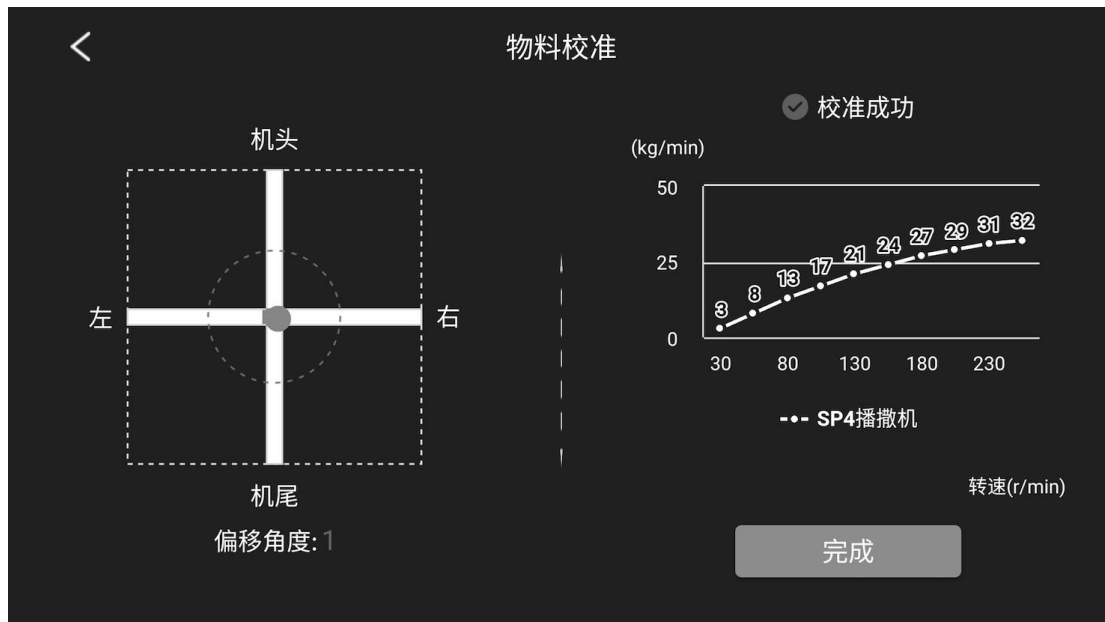 物料校准
机头
左
右
机尾
偏移角度:1
校准成功
(kg/min)
50
25
0
3 8 13 17 21 24 27 29 31 32
30 80 130 180 230
SP4播撒机
转速(r/min)
完成